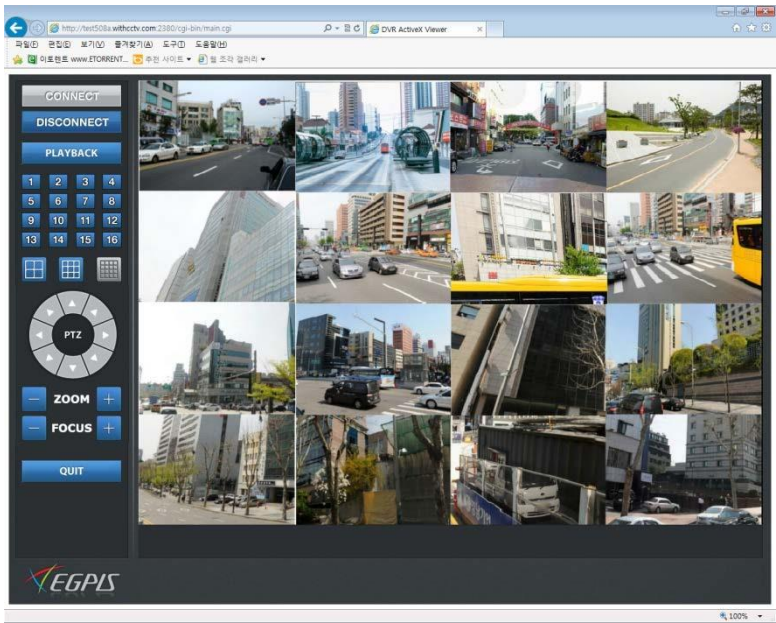 http://test508a.withcctv.com:2380/cgi-bin/main.cgi
DVR ActiveX Viewer
파일(F) 편집(E) 보기(V) 즐겨찾기(A) 도구(T) 도움말(H)
이토렌트 www.ETORRENT... 추천 사이트 웹 조각 갤러리
CONNECT
DISCONNECT
PLAYBACK
1 2 3 4
5 6 7 8
9 10 11 12
13 14 15 16
PTZ
ZOOM
FOCUS
QUIT
EGPIS
100%